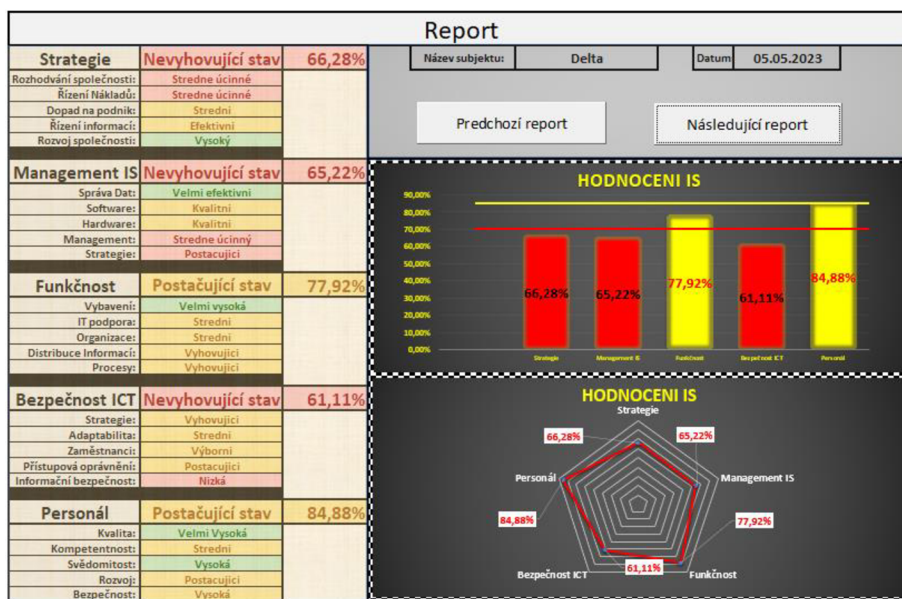 Report
Strategie Nevyhovující stav 66,28%
Rozhodvání společnosti: Stredne úcinné
Řízení Nákladů: Stredne úcinné
Dopad na podnik: Stredni
Řízení informací: Efektivni
Rozvoj společnosti: Vysoký
Management IS Nevyhovující stav 65,22%
Správa Dat: Velmi efektivni
Software: Kvalitni
Hardware: Kvalitni
Management: Stredne úcinný
Strategie: Postacujici
Funkčnost Postačující stav 77,92%
Vybavení: Velmi vysoká
IT podpora: Stredni
Organizace: Stredni
Distribuce Informací: Vyhovujici
Procesy: Vyhovujici
Bezpečnost ICT Nevyhovující stav 61,11%
Strategie: Vyhovujici
Adaptabilita: Stredni
Zaměstnanci: Výborni
Přístupová oprávnění: Postacujici
Informační bezpečnost: Nizká
Personál Postačující stav 84,88%
Kvalita: Velmi Vysoká
Kompetentnost: Stredni
Svědomitost: Vysoká
Rozvoj: Postacujici
Bezpečnost: Vysoká
Název subjektu: Delta Datum 05.05.2023
Predchozí report Následující report
HODNOCENI IS
90,00%
80,00%
70,00%
60,00%
50,00%
40,00%
30,00%
20,00%
10,00%
0,00%
66,28% 65,22% 77,92% 61,11% 84,88%
Strategie Management IS Funkčnost Bezpečnost ICT Personál
HODNOCENI IS
Strategie
66,28% 65,22%
Personál Management IS
84,88% 77,92%
61,11%
Bezpečnost ICT Funkčnost